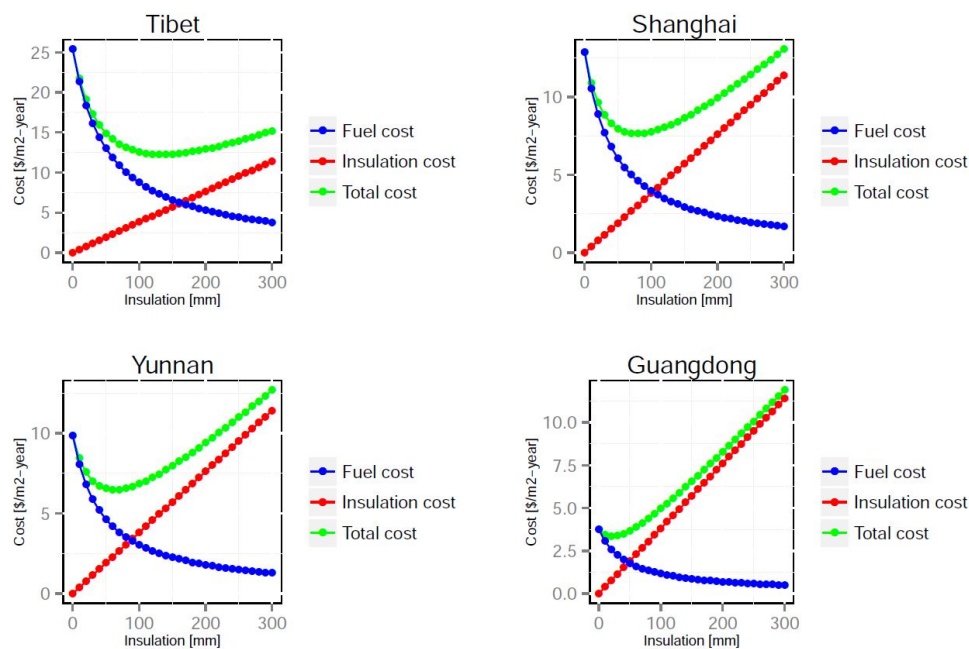 Tibet
25
20
15
10
5
0
Cost [$/m2-year]
0 100 200 300
Insulation [mm]
Fuel cost
Insulation cost
Total cost
Shanghai
10
5
0
Cost [$/m2-year]
0 100 200 300
Insulation [mm]
Fuel cost
Insulation cost
Total cost
Yunnan
10
5
0
Cost [$/m2-year]
0 100 200 300
Insulation [mm]
Fuel cost
Insulation cost
Total cost
Guangdong
10.0
7.5
5.0
2.5
0.0
Cost [$/m2-year]
0 100 200 300
Insulation [mm]
Fuel cost
Insulation cost
Total cost